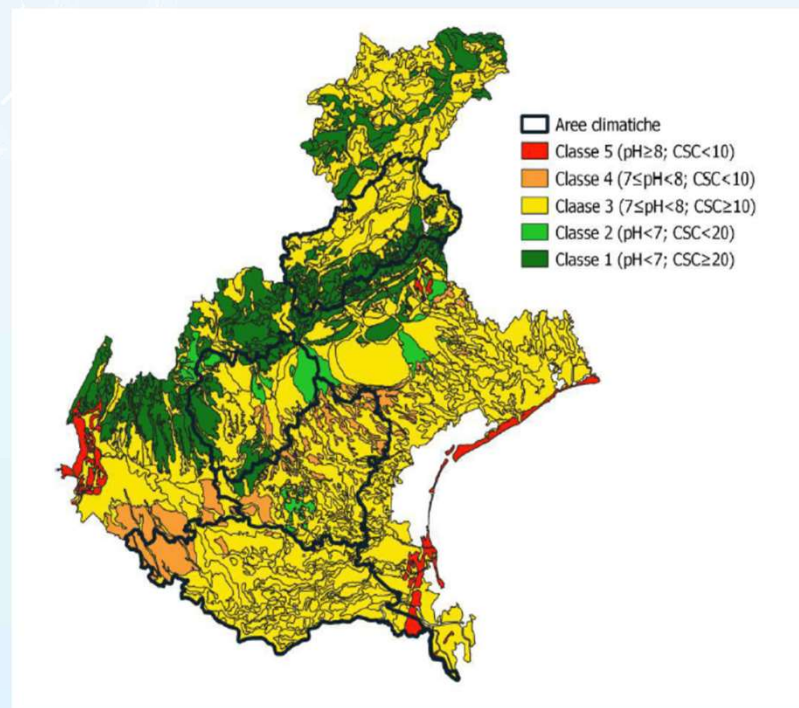 Aree climatiche
Classe 5 (pH≥8; CSC<10)
Classe 4 (7≤pH<8; CSC<10)
Claase 3 (7≤pH<8; CSC≥10)
Classe 2 (pH<7; CSC<20)
Classe 1 (pH<7; CSC≥20)